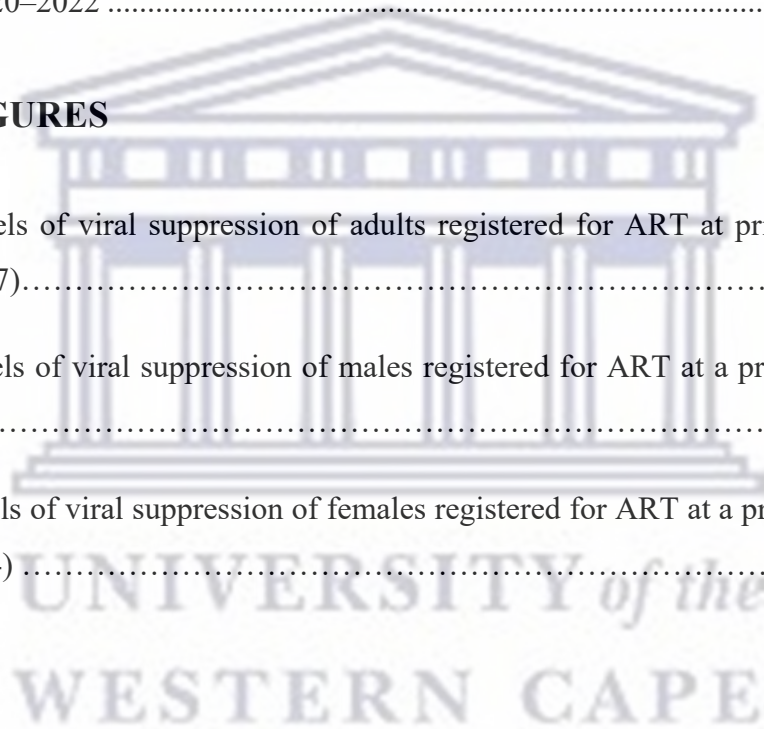 20–2022 ....................................................................
GURES
els of viral suppression of adults registered for ART at pri
7)..............................................................................
els of viral suppression of males registered for ART at a pr
..................................................................................
ls of viral suppression of females registered for ART at a pr
) ..............................................................................
UNIVERSITY of the
WESTERN CAPE